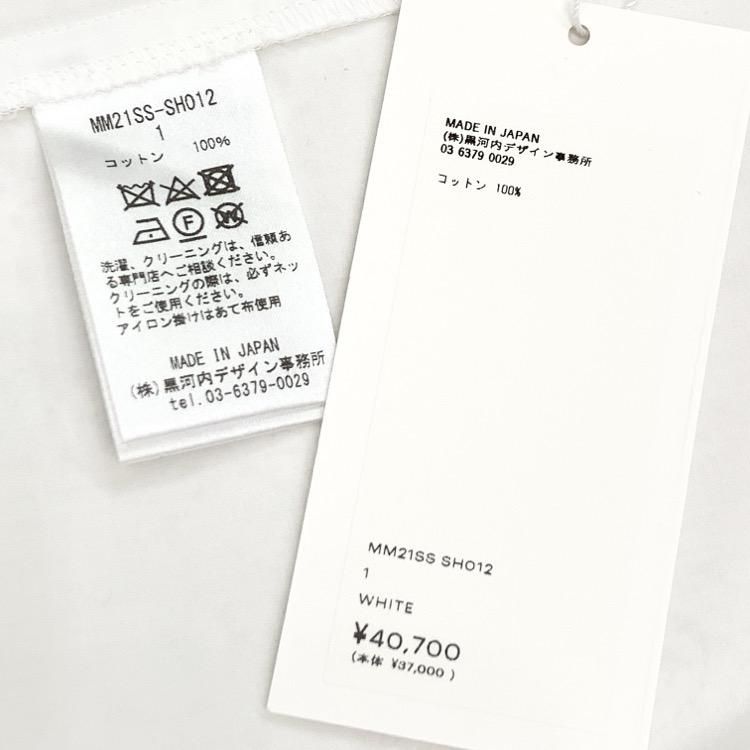 MM21SS-SH012
1
コットン 100%
F
W
洗濯、クリーニングは、信頼あ
る専門店へご相談ください。
クリーニングの際は、必ずネッ
トをご使用ください。
アイロン掛けはあて布使用
MADE IN JAPAN
(株)黒河内デザイン事務所
tel.03-6379-0029
MADE IN JAPAN
(株)黒河内デザイン事務所
03 6379 0029
コットン 100%
MM21SS SH012
1
WHITE
¥40,700
(本体 ¥37,000 )